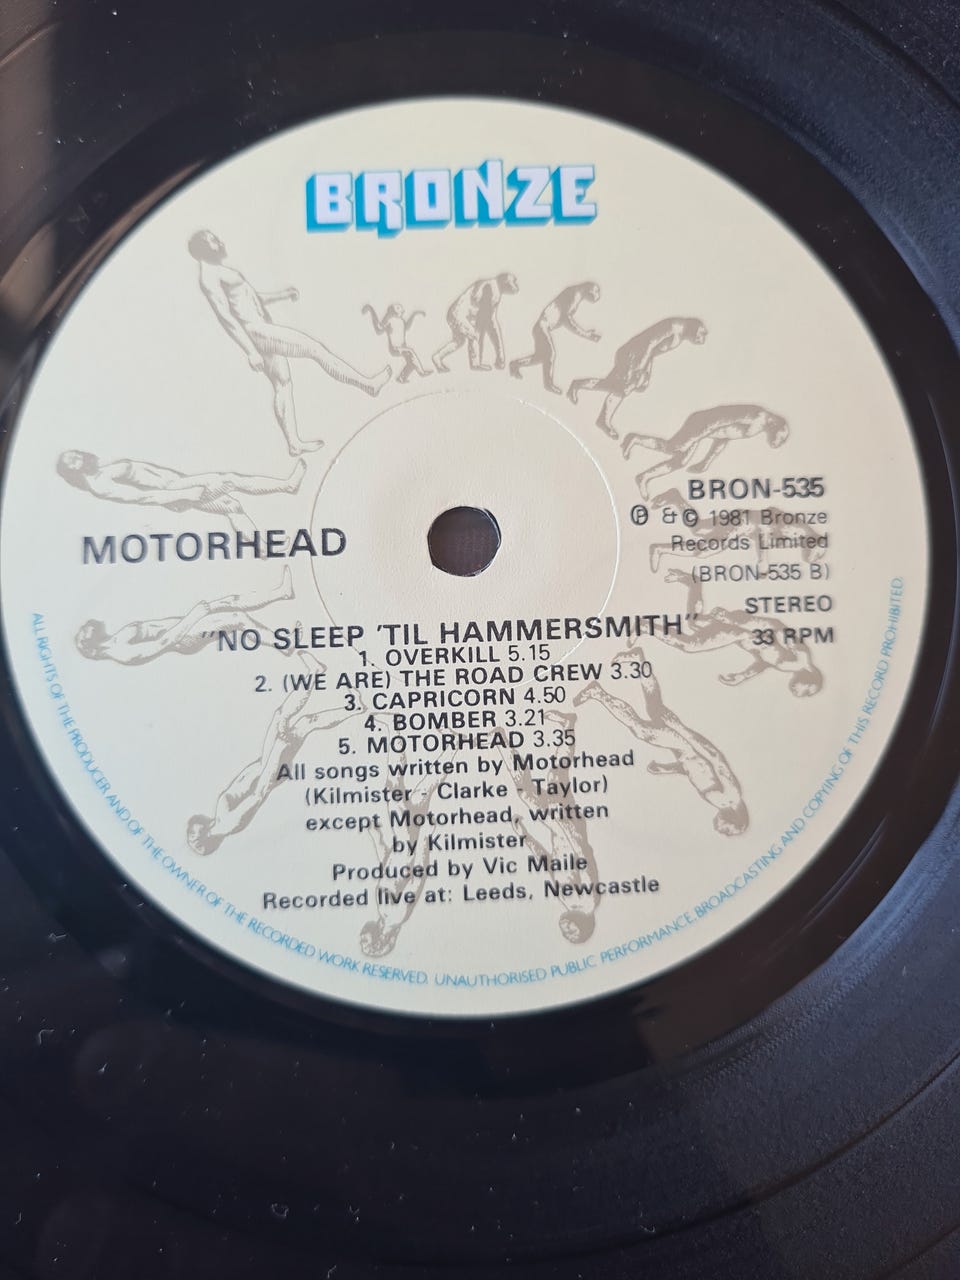 BRONZE
BRON-535
Ⓟ & © 1981 Bronze
Records Limited
(BRON-535 B)
STEREO
33 RPM
MOTORHEAD
"NO SLEEP 'TIL HAMMERSMITH"
1. OVERKILL 5.15
2. (WE ARE) THE ROAD CREW 3.30
3. CAPRICORN 4.50
4. BOMBER 3.21
5. MOTORHEAD 3.35
All songs written by Motorhead
(Kilmister - Clarke - Taylor)
except Motorhead, written
by Kilmister
Produced by Vic Maile
Recorded live at: Leeds, Newcastle
ALL RIGHTS OF THE PRODUCER AND OF THE OWNER OF THE RECORDED WORK RESERVED. UNAUTHORISED PUBLIC PERFORMANCE, BROADCASTING AND COPYING OF THIS RECORD PROHIBITED.